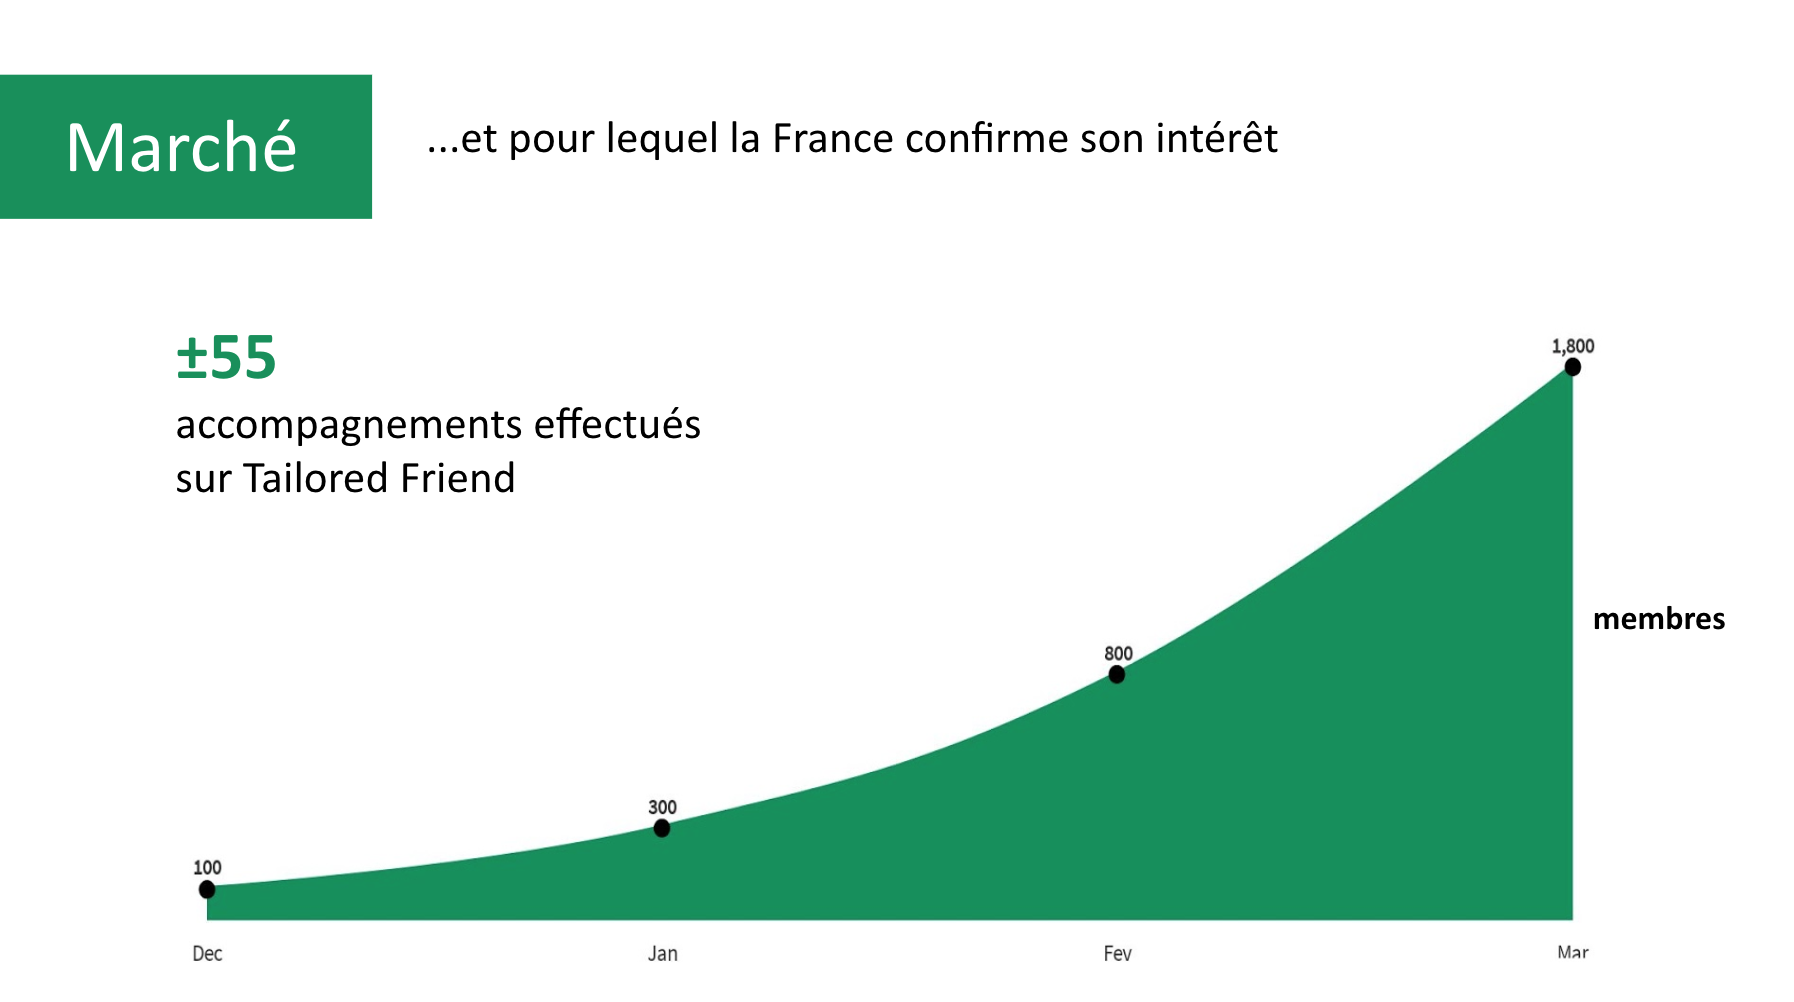 Marché
...et pour lequel la France confirme son intérêt
±55
accompagnements effectués
sur Tailored Friend
1,800
membres
800
300
100
Dec
Jan
Fev
Mar